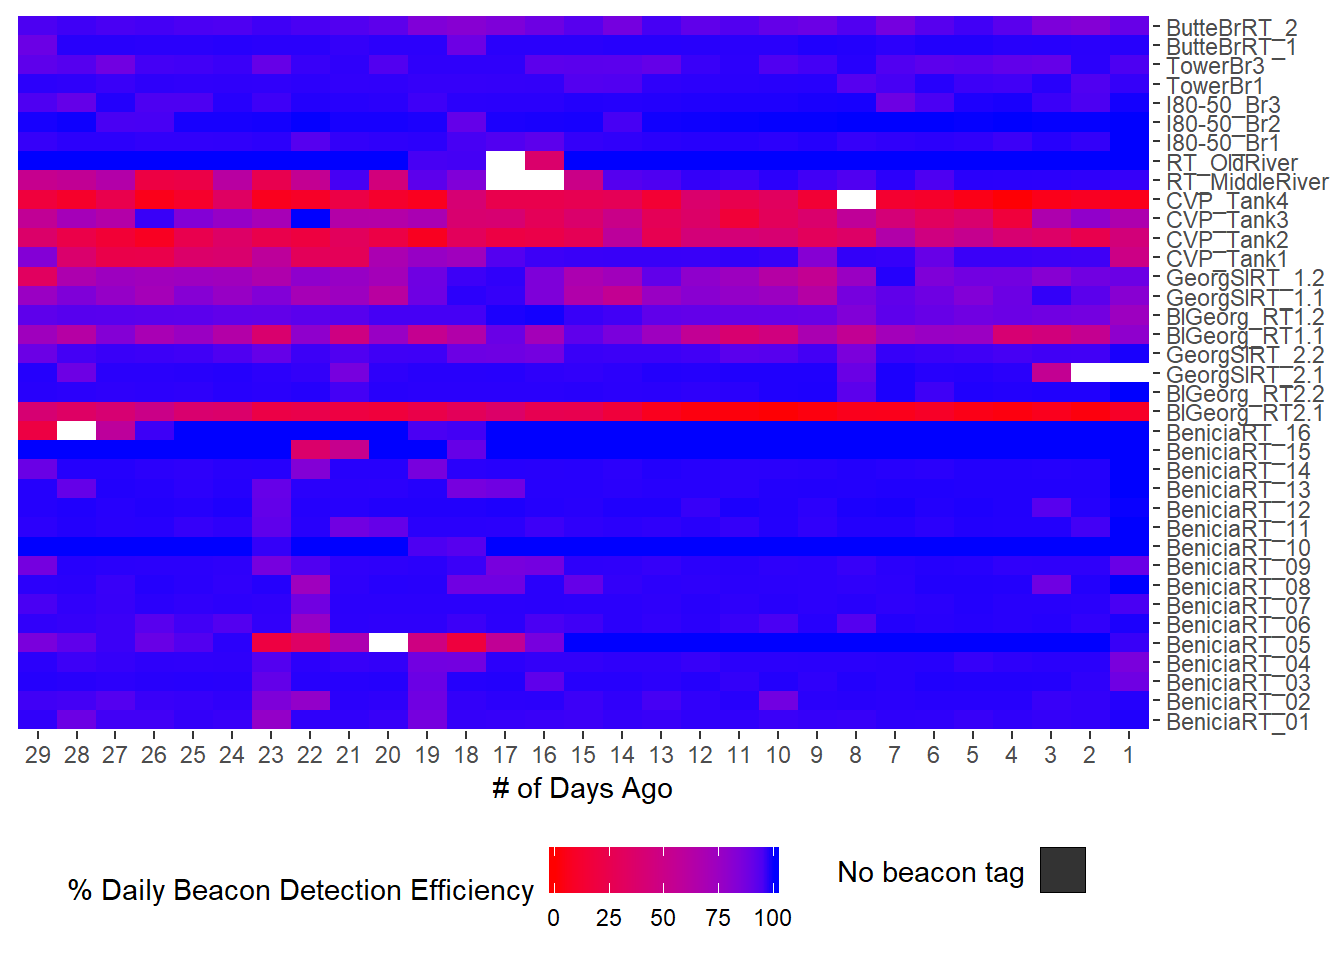 ButteBrRT_2
ButteBrRT_1
TowerBr3
TowerBr1
I80-50_Br3
I80-50_Br2
I80-50_Br1
RT_OldRiver
RT_MiddleRiver
CVP_Tank4
CVP_Tank3
CVP_Tank2
CVP_Tank1
GeorgSlRT_1.2
GeorgSlRT_1.1
BlGeorg_RT1.2
BlGeorg_RT1.1
GeorgSlRT_2.2
GeorgSlRT_2.1
BlGeorg_RT2.2
BlGeorg_RT2.1
BeniciaRT_16
BeniciaRT_15
BeniciaRT_14
BeniciaRT_13
BeniciaRT_12
BeniciaRT_11
BeniciaRT_10
BeniciaRT_09
BeniciaRT_08
BeniciaRT_07
BeniciaRT_06
BeniciaRT_05
BeniciaRT_04
BeniciaRT_03
BeniciaRT_02
BeniciaRT_01
29 28 27 26 25 24 23 22 21 20 19 18 17 16 15 14 13 12 11 10 9 8 7 6 5 4 3 2 1
# of Days Ago
% Daily Beacon Detection Efficiency
0 25 50 75 100
No beacon tag